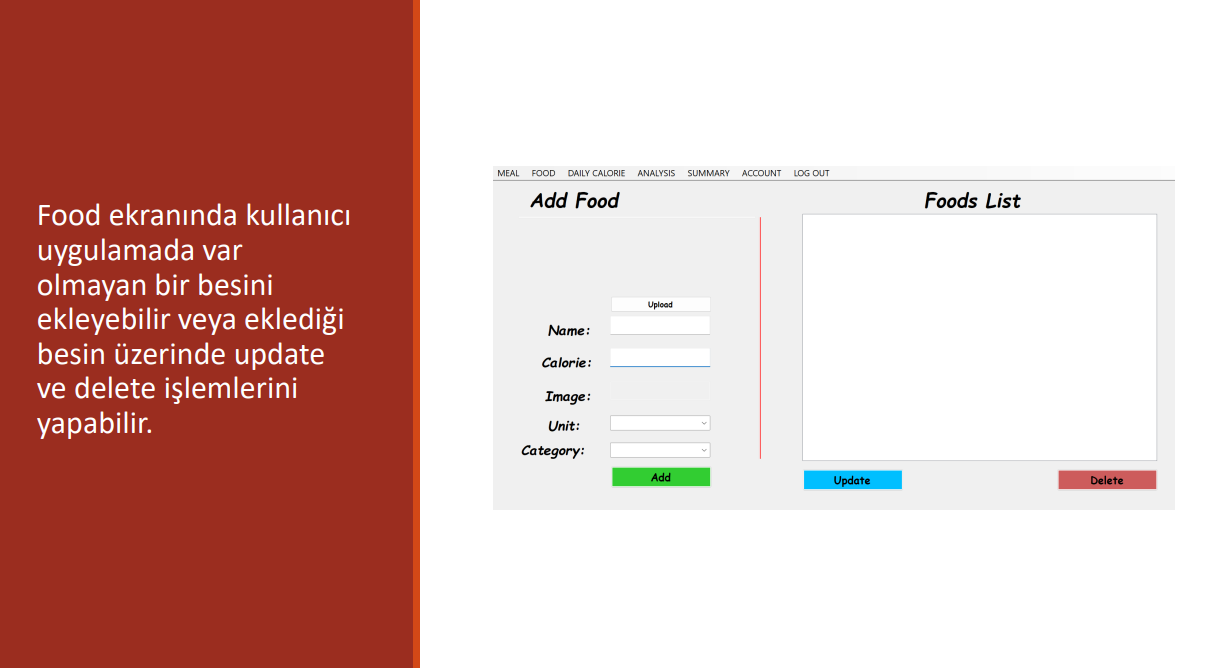 Food ekranında kullanıcı
uygulamada var
olmayan bir besini
ekleyebilir veya eklediği
besin üzerinde update
ve delete işlemlerini
yapabilir.
MEAL FOOD DAILY CALORIE ANALYSIS SUMMARY ACCOUNT LOG OUT
Add Food
Upload
Name:
Calorie:
Image:
Unit:
Category:
Add
Foods List
Update Delete